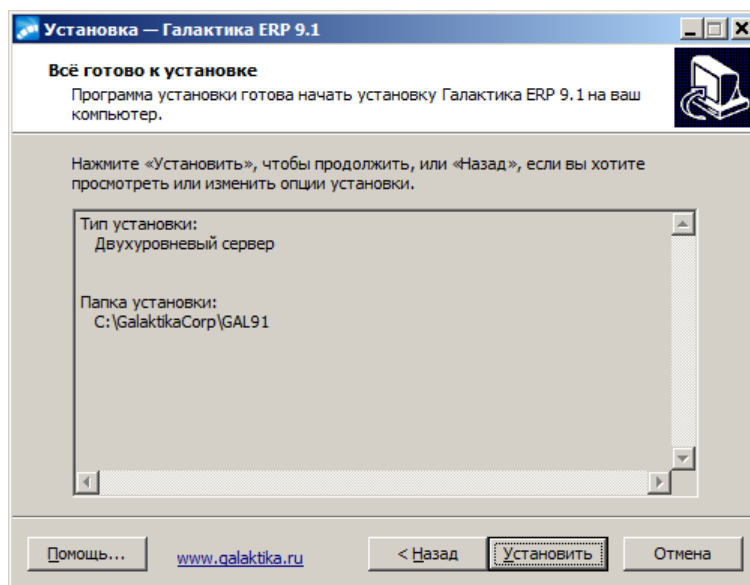 Установка — Галактика ERP 9.1
Всё готово к установке
Программа установки готова начать установку Галактика ERP 9.1 на ваш
компьютер.
Нажмите «Установить», чтобы продолжить, или «Назад», если вы хотите
просмотреть или изменить опции установки.
Тип установки:
Двухуровневый сервер
Папка установки:
C:\GalaktikaCorp\GAL91
Помощь...
www.galaktika.ru
< Назад
Установить
Отмена